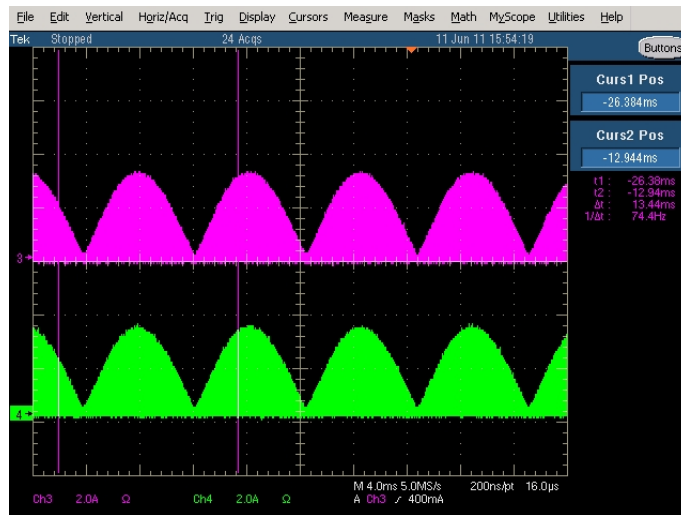 File Edit Vertical Horiz/Acq Trig Display Cursors Measure Masks Math MyScope Utilities Help
Tek Stopped 24 Acqs 11 Jun 11 15:54:19
Buttons
Curs1 Pos
-26.384ms
Curs2 Pos
-12.944ms
t1 : -26.38ms
t2 : -12.94ms
Δt : 13.44ms
1/Δt : 74.4Hz
3
4
M 4.0ms 5.0MS/s 200ns/pt 16.0µs
Ch3 2.0A Ω Ch4 2.0A Ω A Ch3 ∕ 400mA